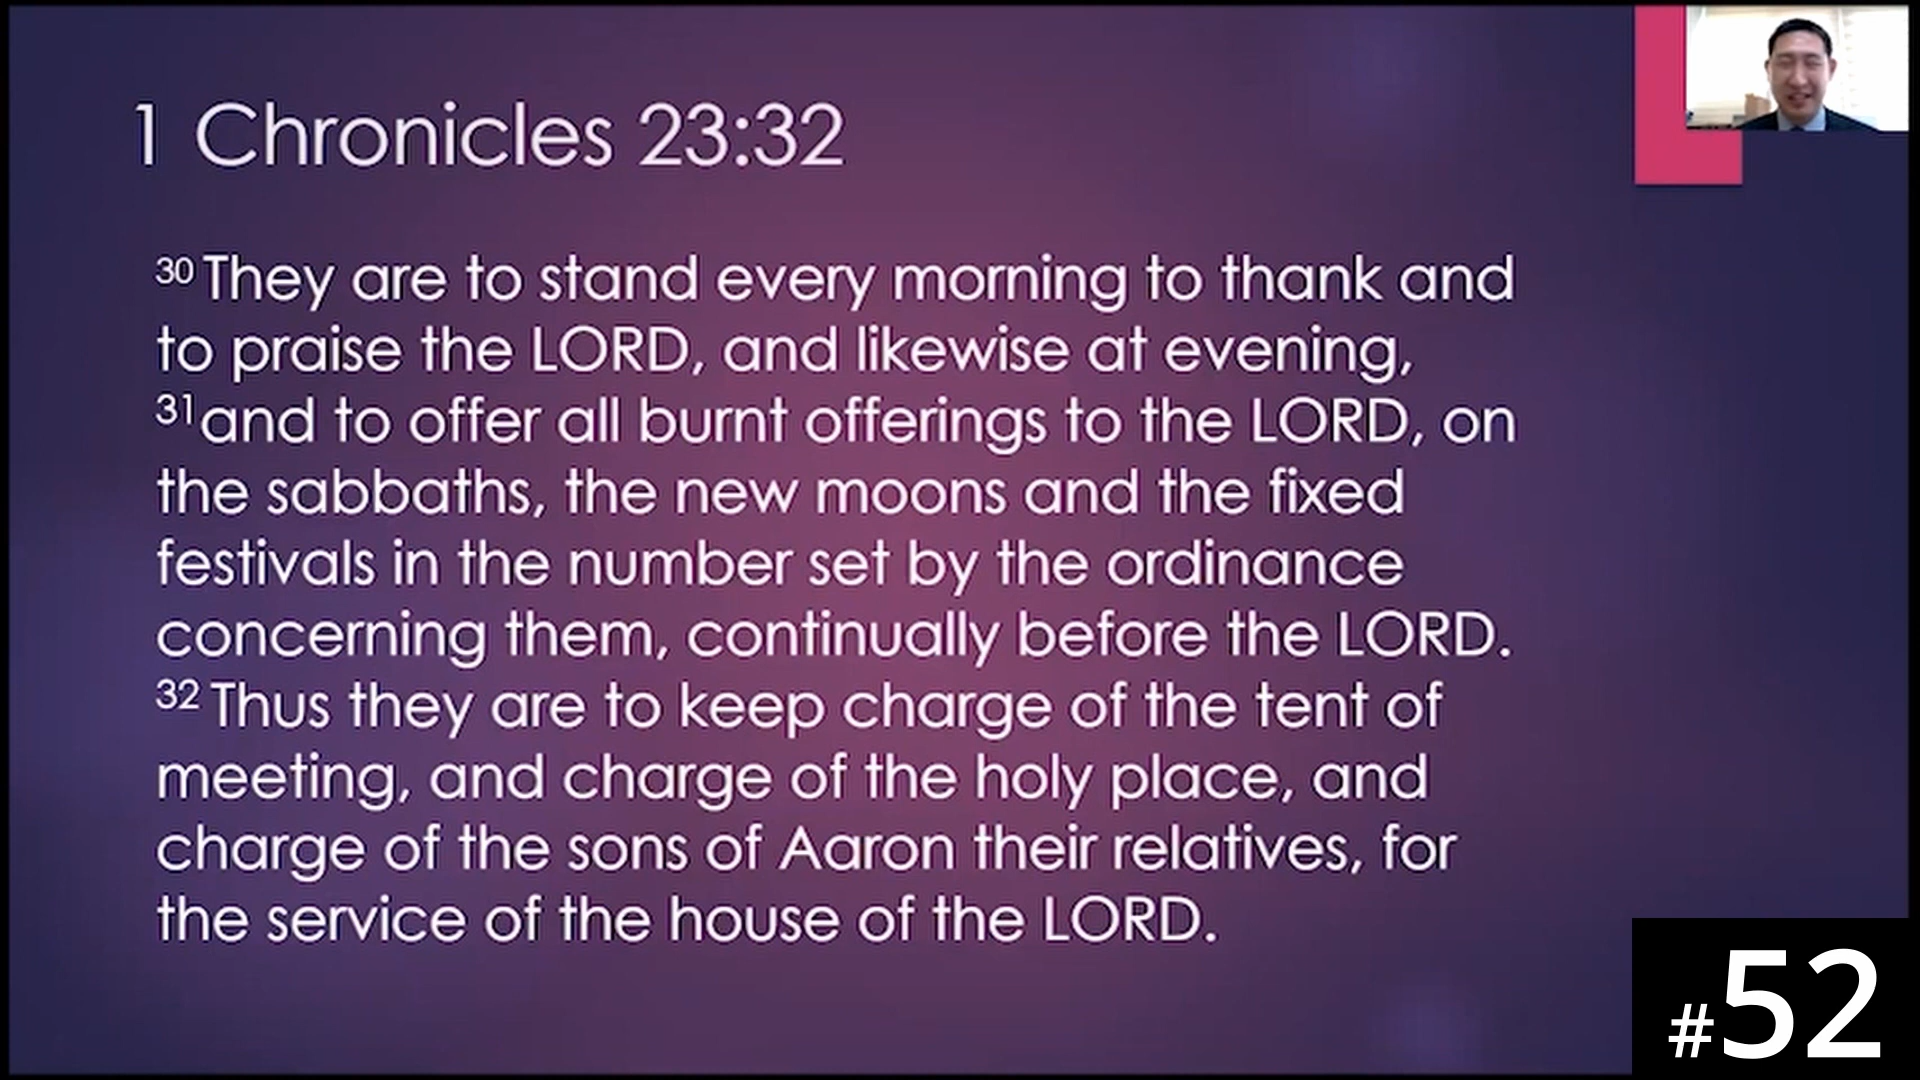 1 Chronicles 23:32
30 They are to stand every morning to thank and
to praise the LORD, and likewise at evening,
31and to offer all burnt offerings to the LORD, on
the sabbaths, the new moons and the fixed
festivals in the number set by the ordinance
concerning them, continually before the LORD.
32 Thus they are to keep charge of the tent of
meeting, and charge of the holy place, and
charge of the sons of Aaron their relatives, for
the service of the house of the LORD.
#52